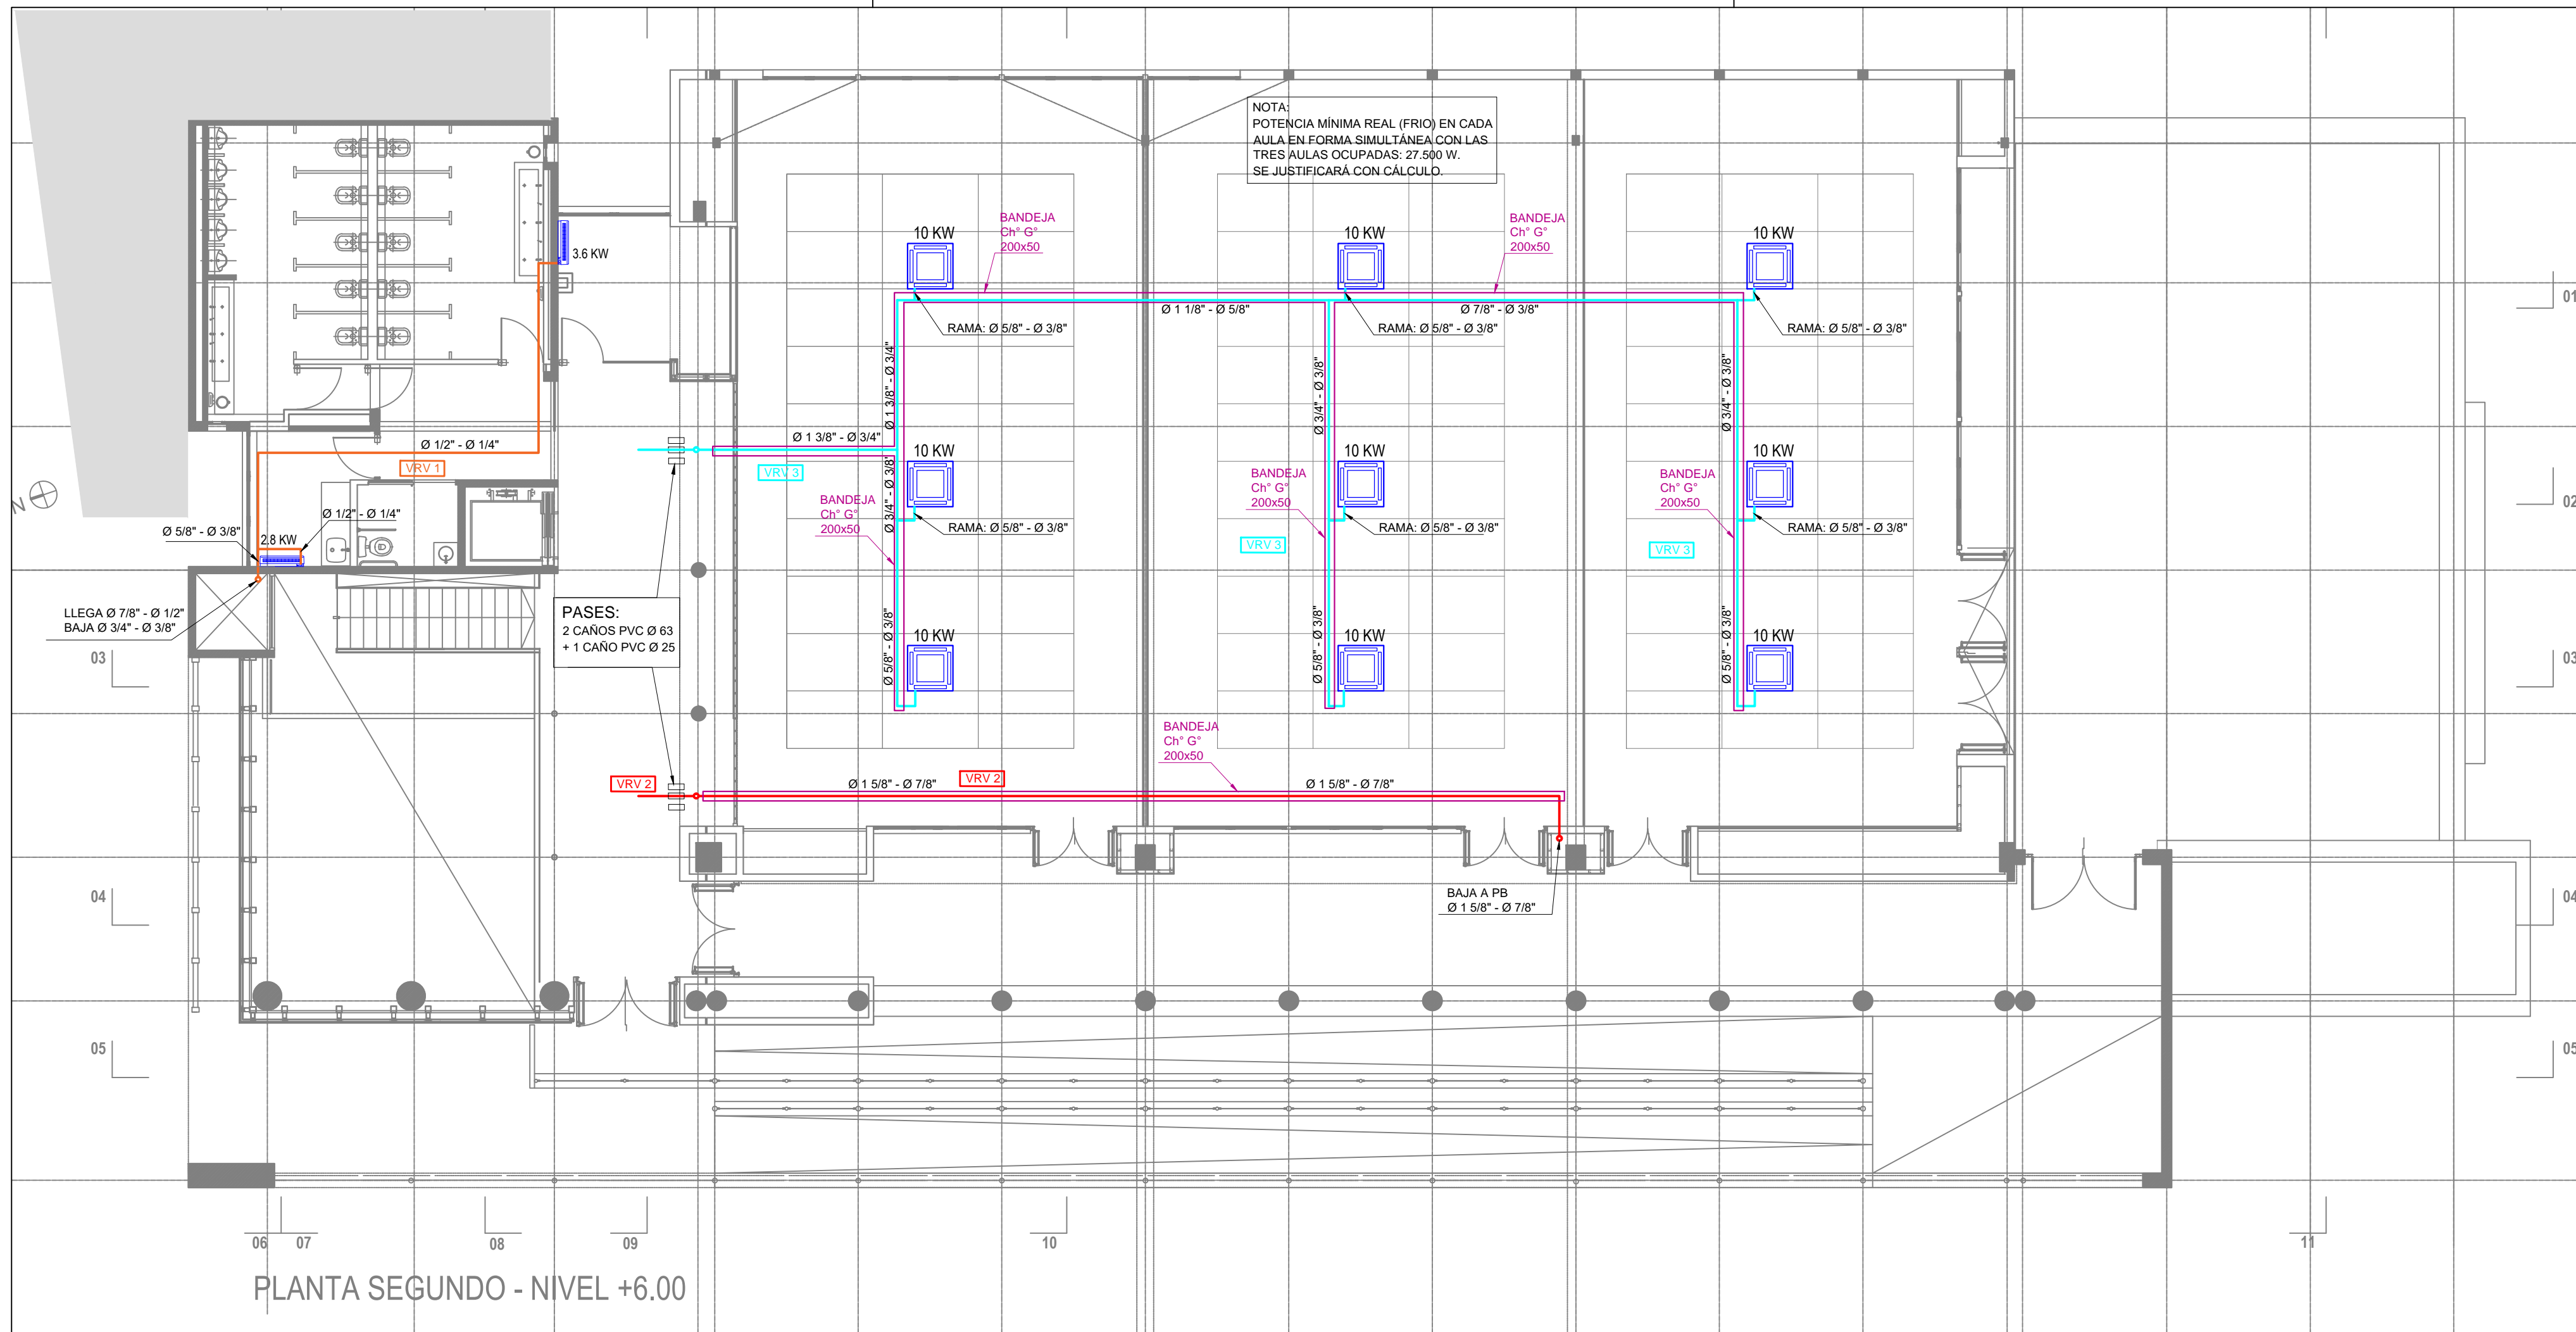 NOTA:
POTENCIA MÍNIMA REAL (FRIO) EN CADA
AULA EN FORMA SIMULTÁNEA CON LAS
TRES AULAS OCUPADAS: 27.500 W.
SE JUSTIFICARÁ CON CÁLCULO.
BANDEJA
Ch° G°
200x50
BANDEJA
Ch° G°
200x50
10 KW
10 KW
10 KW
3.6 KW
01
Ø 1 1/8" - Ø 5/8"
Ø 7/8" - Ø 3/8"
RAMA: Ø 5/8" - Ø 3/8"
RAMA: Ø 5/8" - Ø 3/8"
RAMA: Ø 5/8" - Ø 3/8"
Ø 1 3/8" - Ø 3/4"
Ø 3/4" - Ø 3/8"
Ø 3/4" - Ø 3/8"
Ø 1/2" - Ø 1/4"
VRV 1
Ø 1 3/8" - Ø 3/4"
VRV 3
10 KW
10 KW
10 KW
Ø 3/4" - Ø 3/8"
BANDEJA
Ch° G°
200x50
BANDEJA
Ch° G°
200x50
BANDEJA
Ch° G°
200x50
N
02
Ø 1/2" - Ø 1/4"
Ø 5/8" - Ø 3/8"
2.8 KW
RAMA: Ø 5/8" - Ø 3/8"
RAMA: Ø 5/8" - Ø 3/8"
RAMA: Ø 5/8" - Ø 3/8"
VRV 3
VRV 3
LLEGA Ø 7/8" - Ø 1/2"
BAJA Ø 3/4" - Ø 3/8"
PASES:
2 CAÑOS PVC Ø 63
+ 1 CAÑO PVC Ø 25
10 KW
10 KW
10 KW
Ø 5/8" - Ø 3/8"
Ø 5/8" - Ø 3/8"
Ø 5/8" - Ø 3/8"
03
03
BANDEJA
Ch° G°
200x50
VRV 2
Ø 1 5/8" - Ø 7/8"
VRV 2
Ø 1 5/8" - Ø 7/8"
BAJA A PB
Ø 1 5/8" - Ø 7/8"
04
04
05
05
06
07
08
09
10
11
PLANTA SEGUNDO - NIVEL +6.00